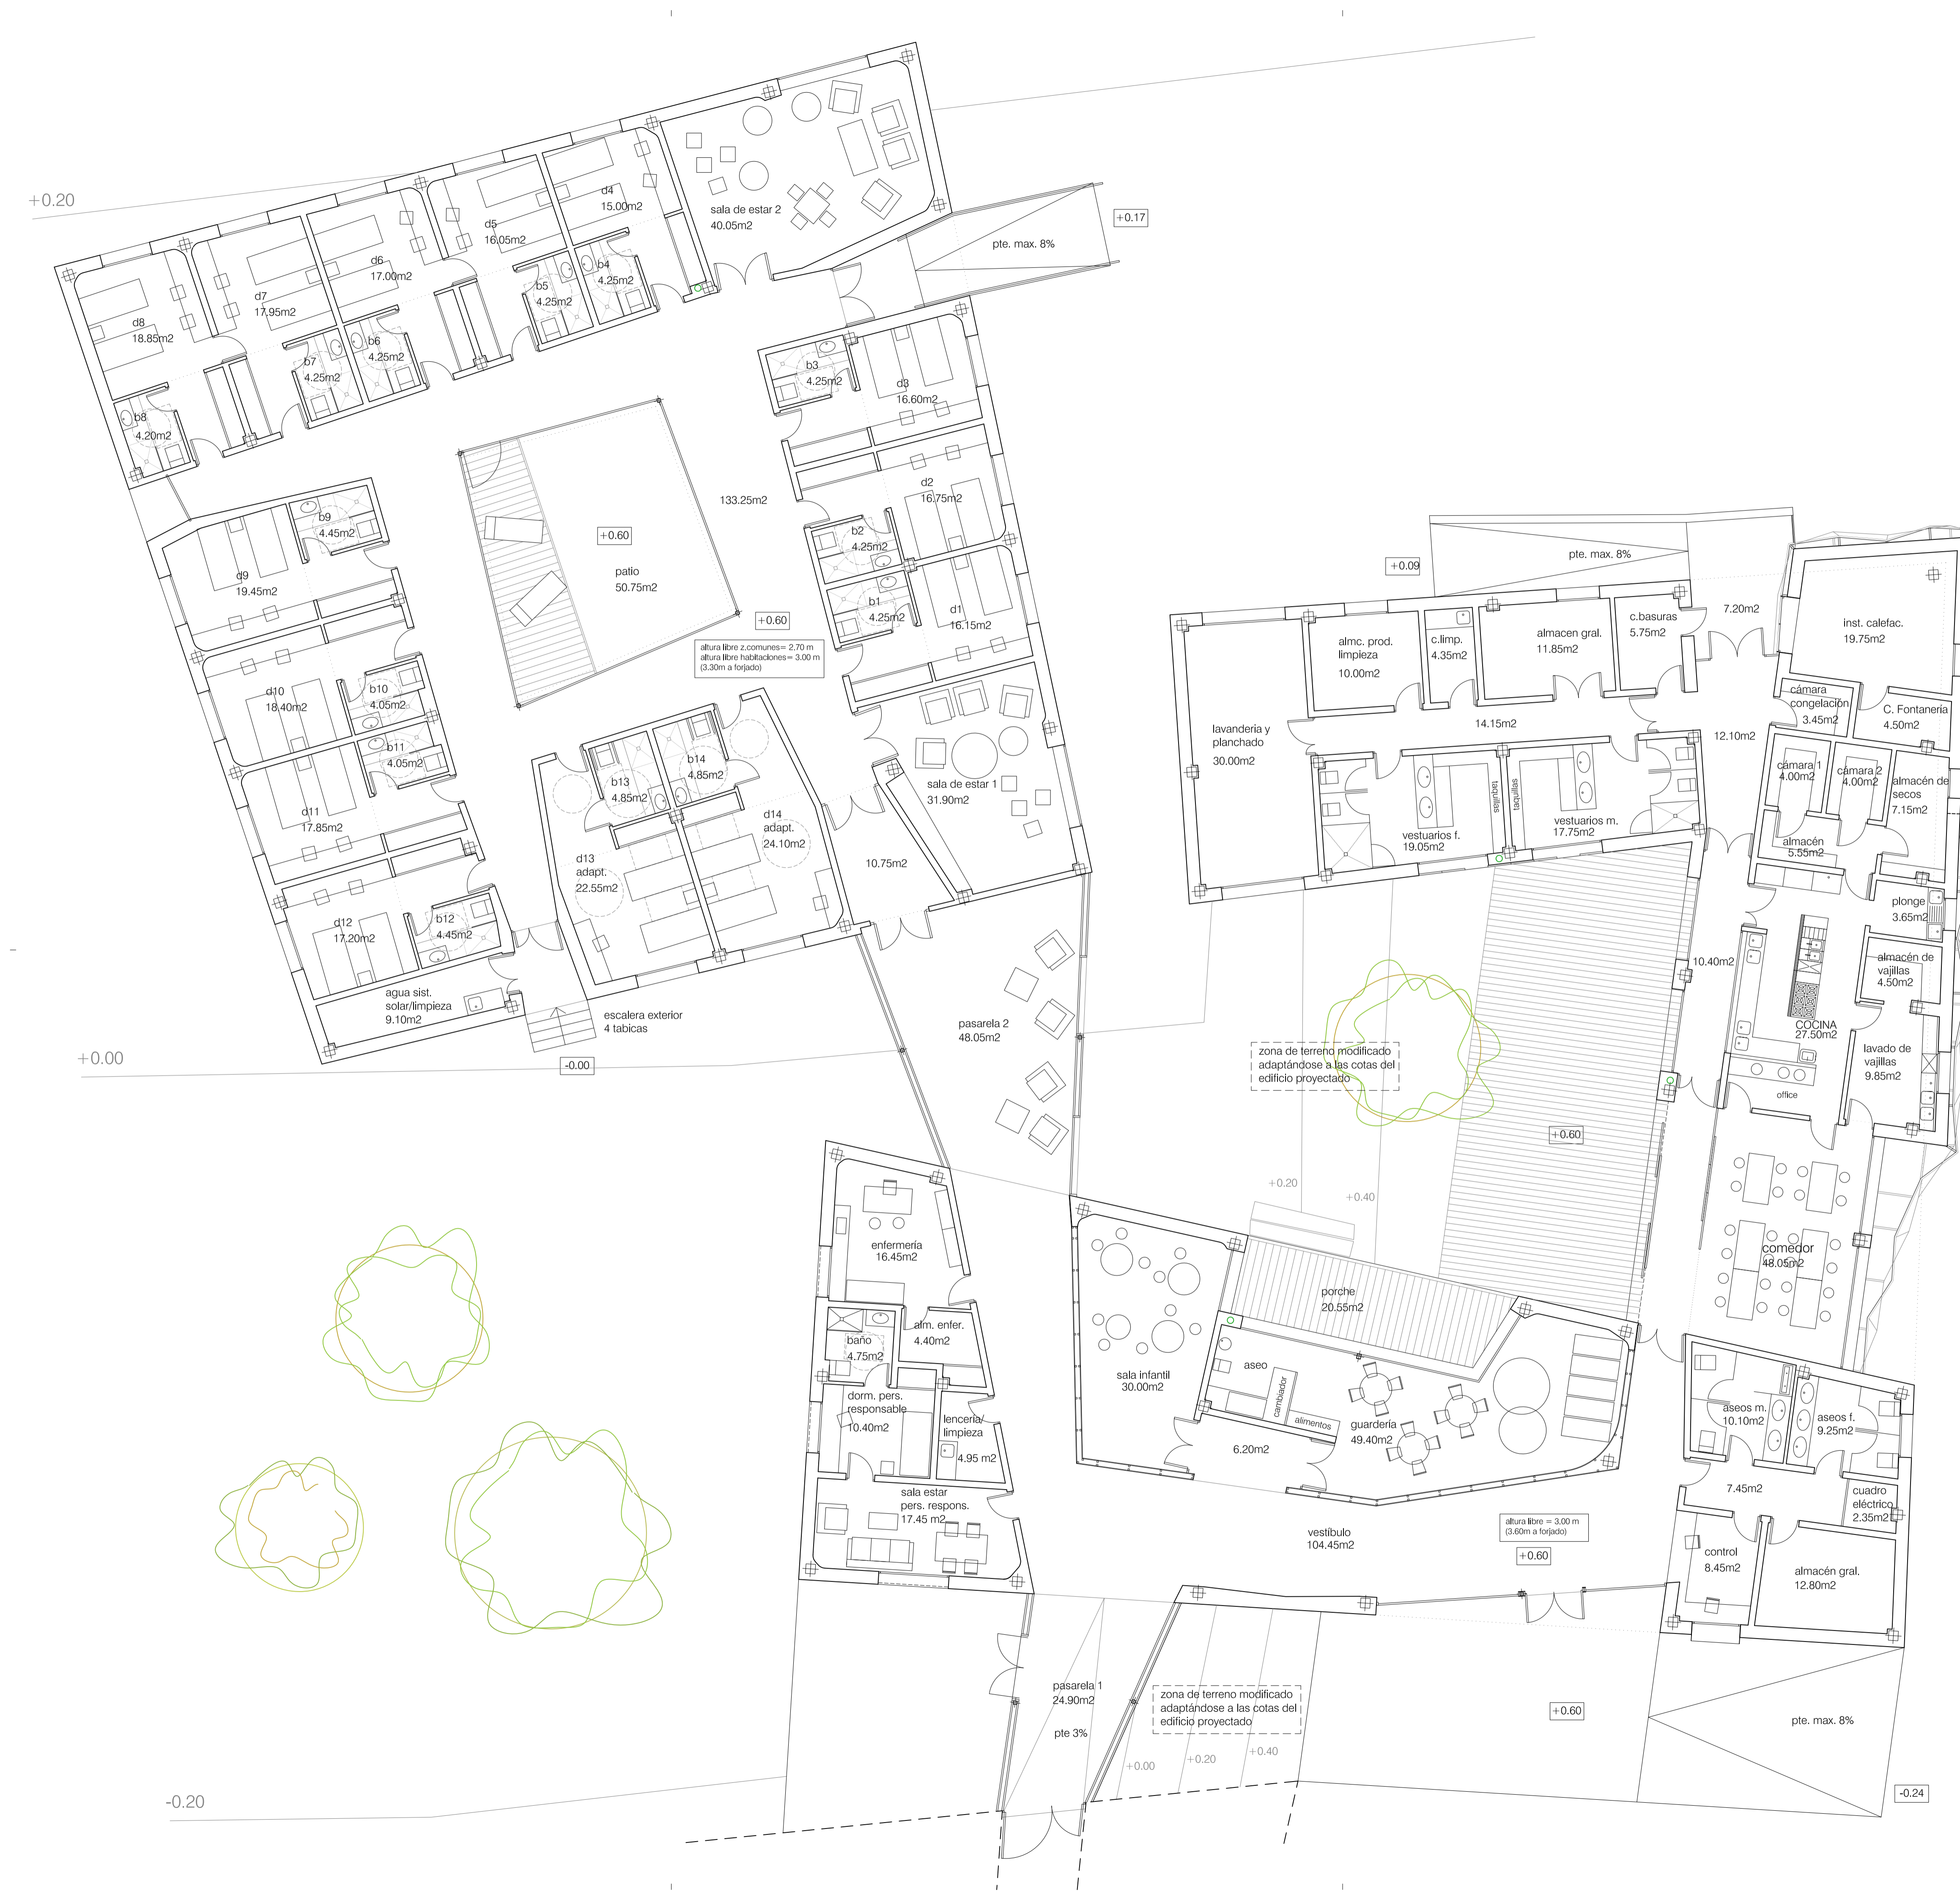 +0.20
sala de estar 2
40.05m2
+0.17
pte. max. 8%
d4
15.00m2
d5
16.05m2
d6
17.00m2
d7
17.95m2
d8
18.85m2
b4
4.25m2
b5
4.25m2
b6
4.25m2
b7
4.25m2
b8
4.20m2
b3
4.25m2
d3
16.60m2
d2
16.75m2
b2
4.25m2
b1
4.25m2
d1
16.15m2
133.25m2
+0.60
patio
50.75m2
+0.60
altura libre z.comunes= 2,70 m
altura libre habitaciones= 3.00 m
(3.30m a forjado)
b9
4.45m2
d9
19.45m2
d10
18.40m2
b10
4.05m2
b11
4.05m2
d11
17.85m2
d12
17.20m2
b12
4.45m2
agua sist.
solar/limpieza
9.10m2
b13
4.85m2
b14
4.85m2
d13
adapt.
22.55m2
d14
adapt.
24.10m2
sala de estar 1
31.90m2
10.75m2
escalera exterior
4 tabicas
+0.00
-0.00
pasarela 2
48.05m2
pte. max. 8%
+0.09
7.20m2
inst. calefac.
19.75m2
almc. prod.
limpieza
10.00m2
c.limp.
4.35m2
almacen gral.
11.85m2
c.basuras
5.75m2
cámara
congelación
3.45m2
C. Fontanería
4.50m2
lavanderia y
planchado
30.00m2
14.15m2
12.10m2
cámara 1
4.00m2
cámara 2
4.00m2
almacén de
secos
7.15m2
taquillas
taquillas
vestuarios f.
19.05m2
vestuarios m.
17.75m2
almacén
5.55m2
plonge
3.65m2
10.40m2
almacén de
vajillas
4.50m2
COCINA
27.50m2
lavado de
vajillas
9.85m2
office
zona de terreno modificado
adaptándose a las cotas del
edificio proyectado
+0.60
+0.20
+0.40
comedor
48.05m2
enfermería
16.45m2
alm. enfer.
4.40m2
baño
4.75m2
dorm. pers.
responsable
10.40m2
lencería/
limpieza
4.95 m2
sala estar
pers. respons.
17.45 m2
porche
20.55m2
sala infantil
30.00m2
aseo
cambiador
alimentos
guardería
49.40m2
6.20m2
aseos m.
10.10m2
aseos f.
9.25m2
7.45m2
cuadro
eléctrico
2.35m2
vestíbulo
104.45m2
altura libre = 3.00 m
(3.60m a forjado)
+0.60
control
8.45m2
almacén gral.
12.80m2
pasarela 1
24.90m2
pte 3%
zona de terreno modificado
adaptándose a las cotas del
edificio proyectado
+0.00
+0.20
+0.40
+0.60
pte. max. 8%
-0.24
-0.20